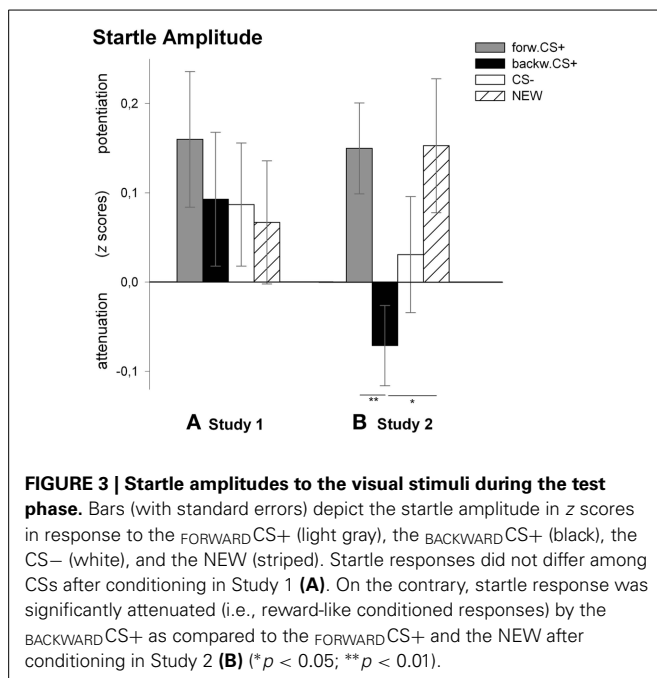 Startle Amplitude
forw.CS+
backw.CS+
CS-
NEW
potentiation
(z scores)
attenuation
0,2
0,1
0,0
-0,1
** *
A Study 1 B Study 2
FIGURE 3 | Startle amplitudes to the visual stimuli during the test
phase. Bars (with standard errors) depict the startle amplitude in z scores
in response to the FORWARDCS+ (light gray), the BACKWARDCS+ (black), the
CS− (white), and the NEW (striped). Startle responses did not differ among
CSs after conditioning in Study 1 (A). On the contrary, startle response was
significantly attenuated (i.e., reward-like conditioned responses) by the
BACKWARDCS+ as compared to the FORWARDCS+ and the NEW after
conditioning in Study 2 (B) (*p < 0.05; **p < 0.01).